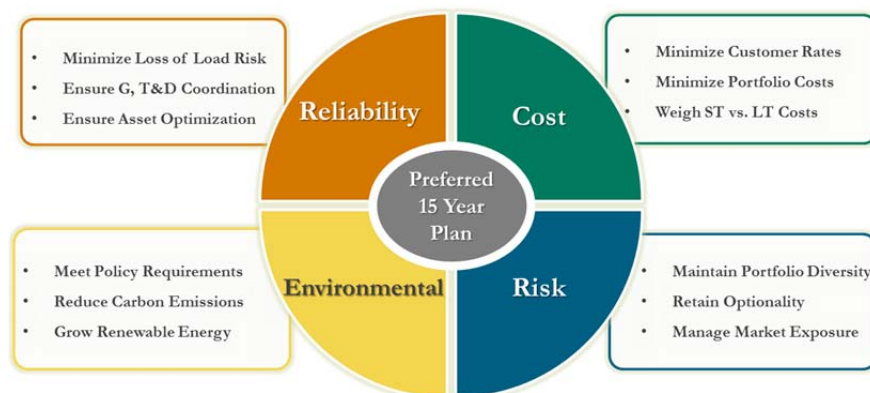 • Minimize Loss of Load Risk
• Ensure G, T&D Coordination
• Ensure Asset Optimization
Reliability
Cost
• Minimize Customer Rates
• Minimize Portfolio Costs
• Weigh ST vs. LT Costs
Preferred
15 Year
Plan
• Meet Policy Requirements
• Reduce Carbon Emissions
• Grow Renewable Energy
Environmental
Risk
• Maintain Portfolio Diversity
• Retain Optionality
• Manage Market Exposure